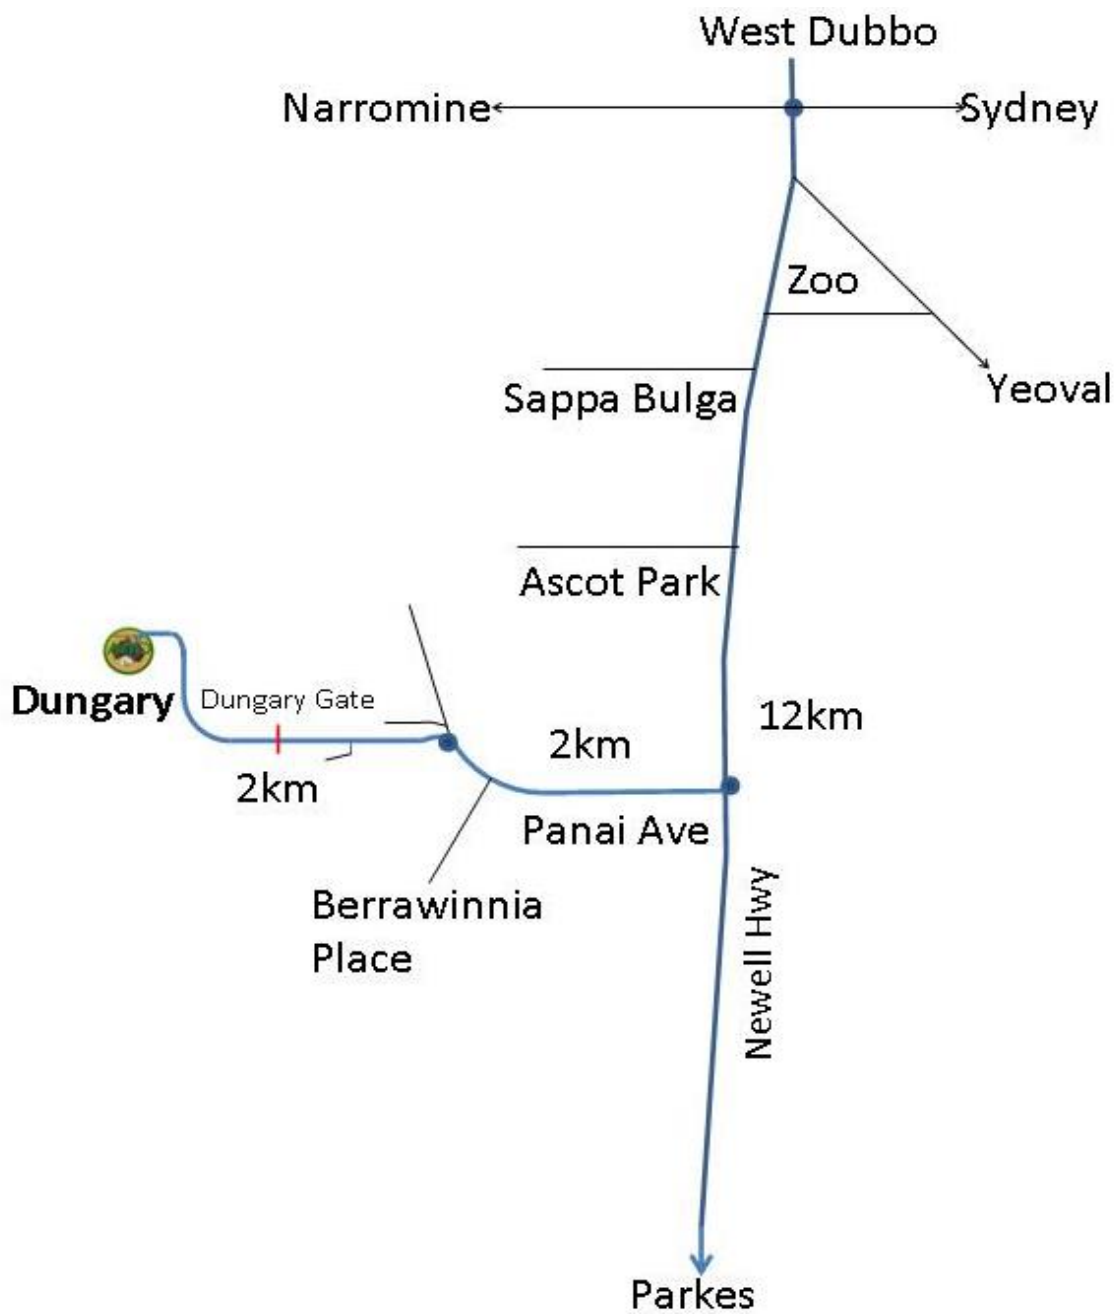 West Dubbo
Narromine
Sydney
Zoo
Yeoval
Sappa Bulga
Ascot Park
Dungary
Dungary Gate
12km
2km
2km
Panai Ave
Berrawinnia
Place
Newell Hwy
Parkes